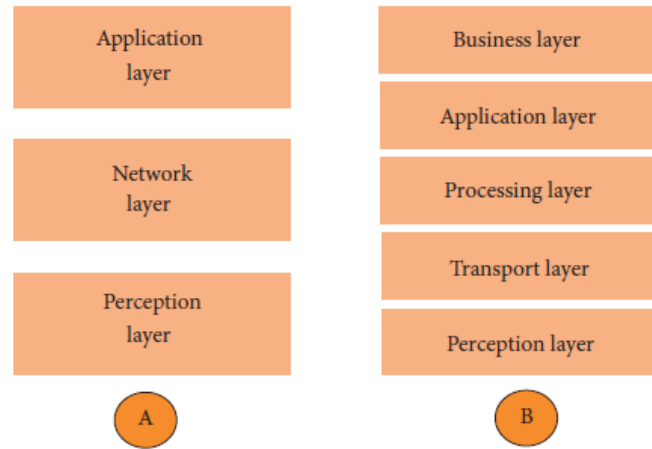 Application
layer
Network
layer
Perception
layer
A
Business layer
Application layer
Processing layer
Transport layer
Perception layer
B